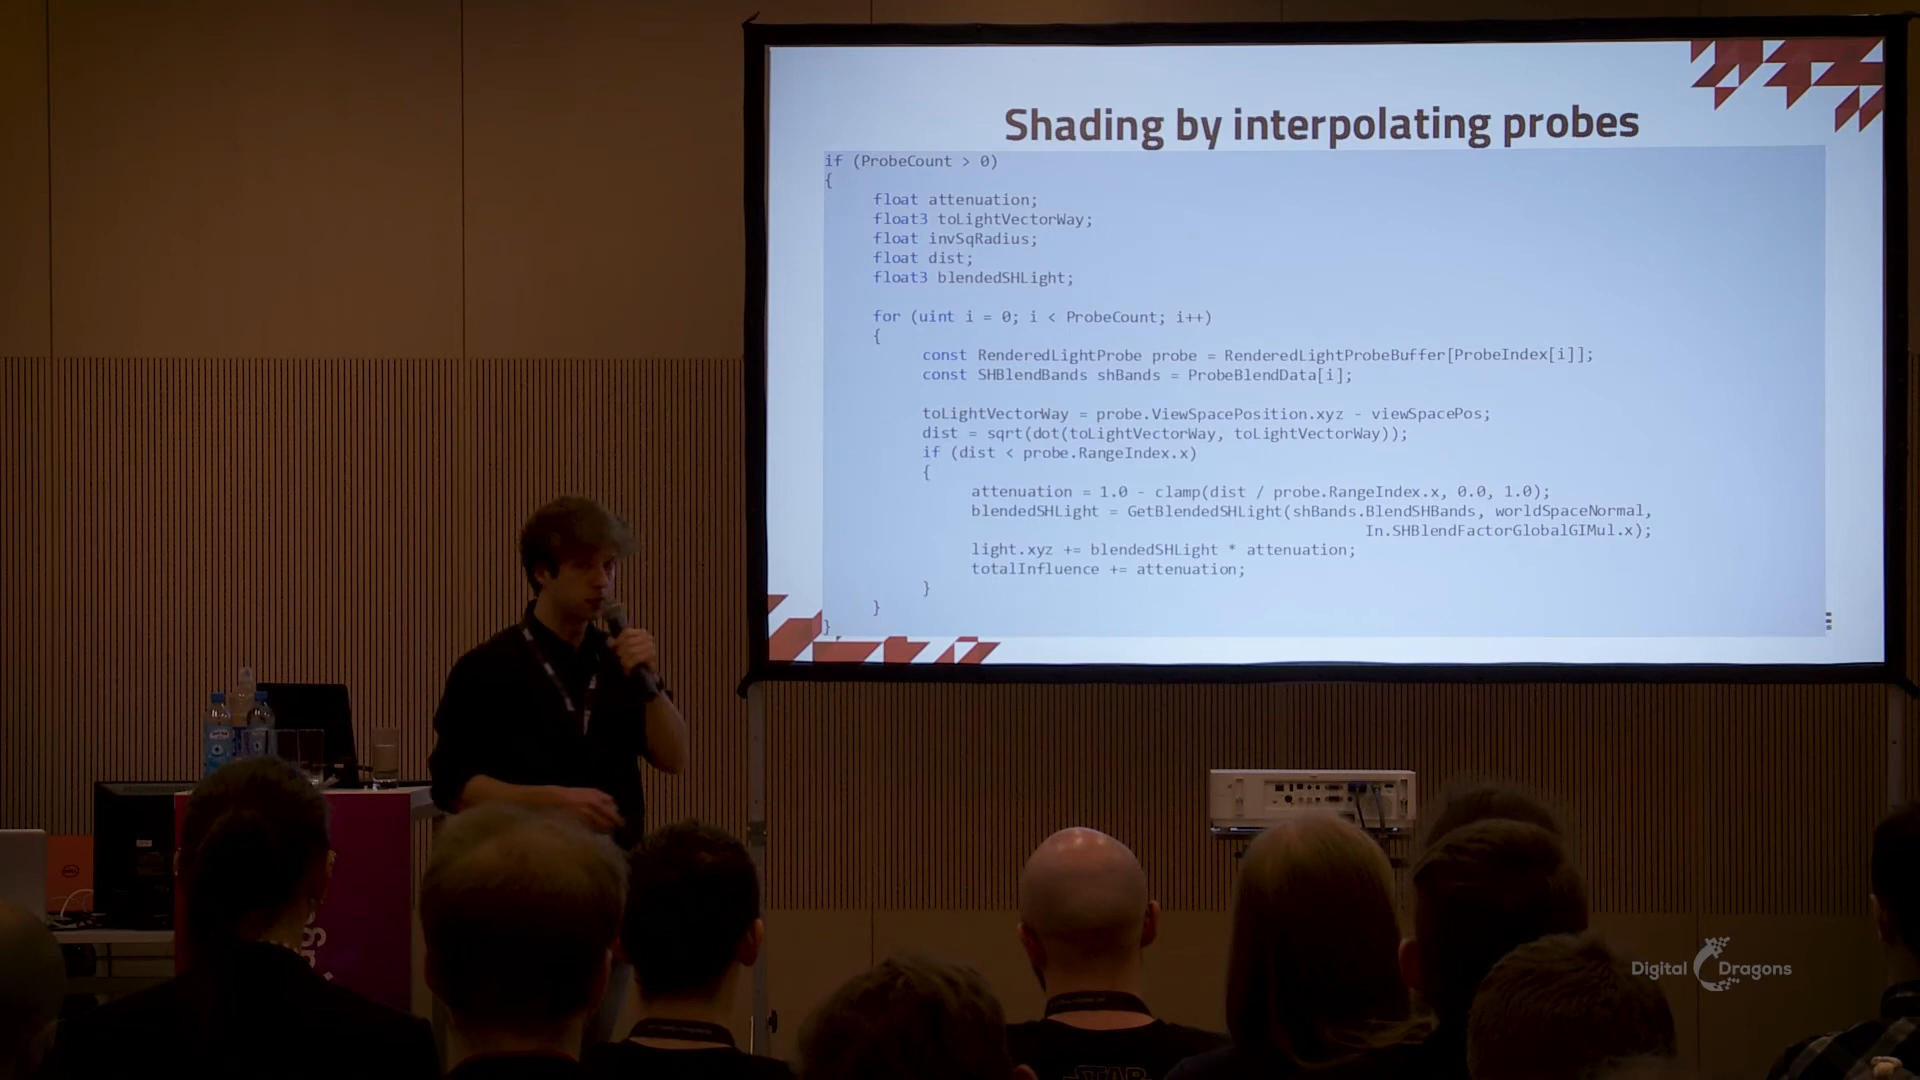 Shading by interpolating probes
if (ProbeCount > 0)
{
float attenuation;
float3 toLightVectorWay;
float invSqRadius;
float dist;
float3 blendedSHLight;
for (uint i = 0; i < ProbeCount; i++)
{
const RenderedLightProbe probe = RenderedLightProbeBuffer[ProbeIndex[i]];
const SHBlendBands shBands = ProbeBlendData[i];
toLightVectorWay = probe.ViewSpacePosition.xyz - viewSpacePos;
dist = sqrt(dot(toLightVectorWay, toLightVectorWay));
if (dist < probe.RangeIndex.x)
{
attenuation = 1.0 - clamp(dist / probe.RangeIndex.x, 0.0, 1.0);
blendedSHLight = GetBlendedSHLight(shBands.BlendSHBands, worldSpaceNormal,
In.SHBlendFactorGlobalGIMul.x);
light.xyz += blendedSHLight * attenuation;
totalInfluence += attenuation;
}
}
}
DELL
Digital Dragons
STAR